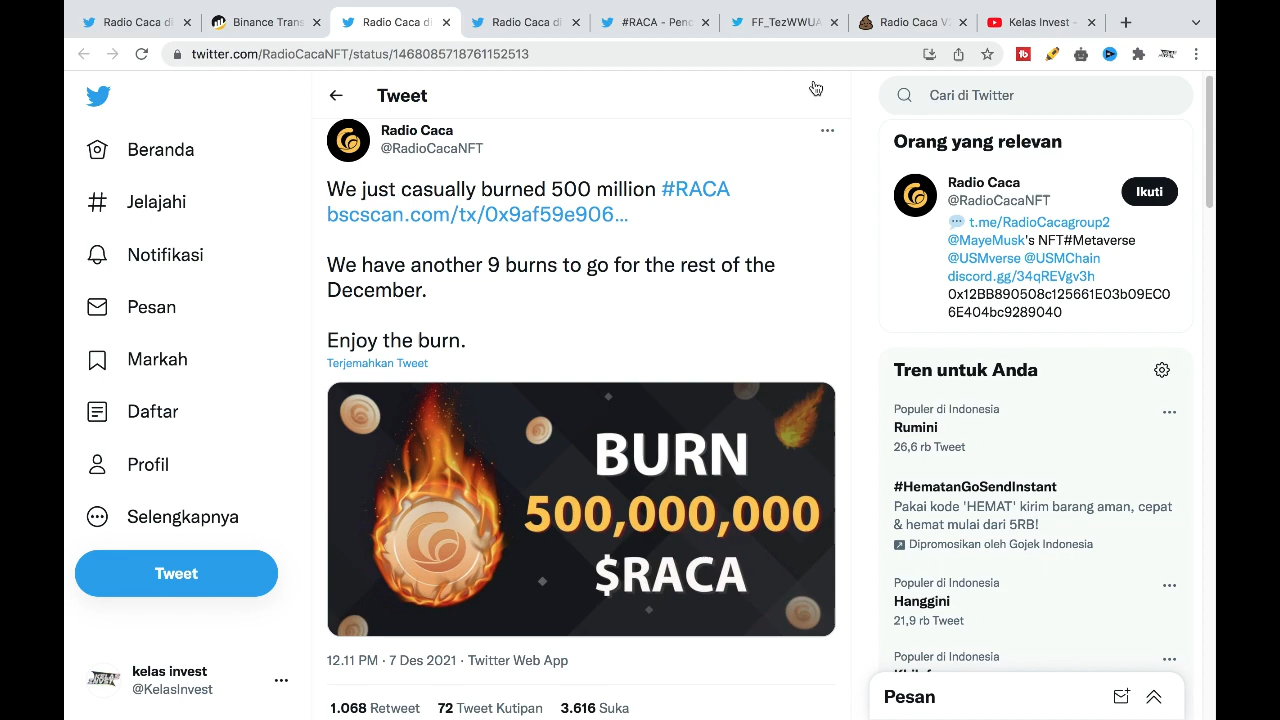 Radio Caca di
Binance Trans
Radio Caca di
Radio Caca di
#RACA - Penc
FF_TezWWUA
Radio Caca V
Kelas Invest -
twitter.com/RadioCacaNFT/status/1468085718761152513
Tweet
Cari di Twitter
Beranda
Jelajahi
Notifikasi
Pesan
Markah
Daftar
Profil
Selengkapnya
Tweet
kelas invest
@KelasInvest
Radio Caca
@RadioCacaNFT
We just casually burned 500 million #RACA
bscscan.com/tx/0x9af59e906…
We have another 9 burns to go for the rest of the
December.
Enjoy the burn.
Terjemahkan Tweet
BURN
500,000,000
$RACA
12.11 PM · 7 Des 2021 · Twitter Web App
1.068 Retweet 72 Tweet Kutipan 3.616 Suka
Orang yang relevan
Radio Caca
@RadioCacaNFT
Ikuti
t.me/RadioCacagroup2
@MayeMusk's NFT#Metaverse
@USMverse @USMChain
discord.gg/34qREVgv3h
0x12BB890508c125661E03b09EC0
6E404bc9289040
Tren untuk Anda
Populer di Indonesia
Rumini
26,6 rb Tweet
#HematanGoSendInstant
Pakai kode 'HEMAT' kirim barang aman, cepat
& hemat mulai dari 5RB!
Dipromosikan oleh Gojek Indonesia
Populer di Indonesia
Hanggini
21,9 rb Tweet
Populer di Indonesia
Pesan